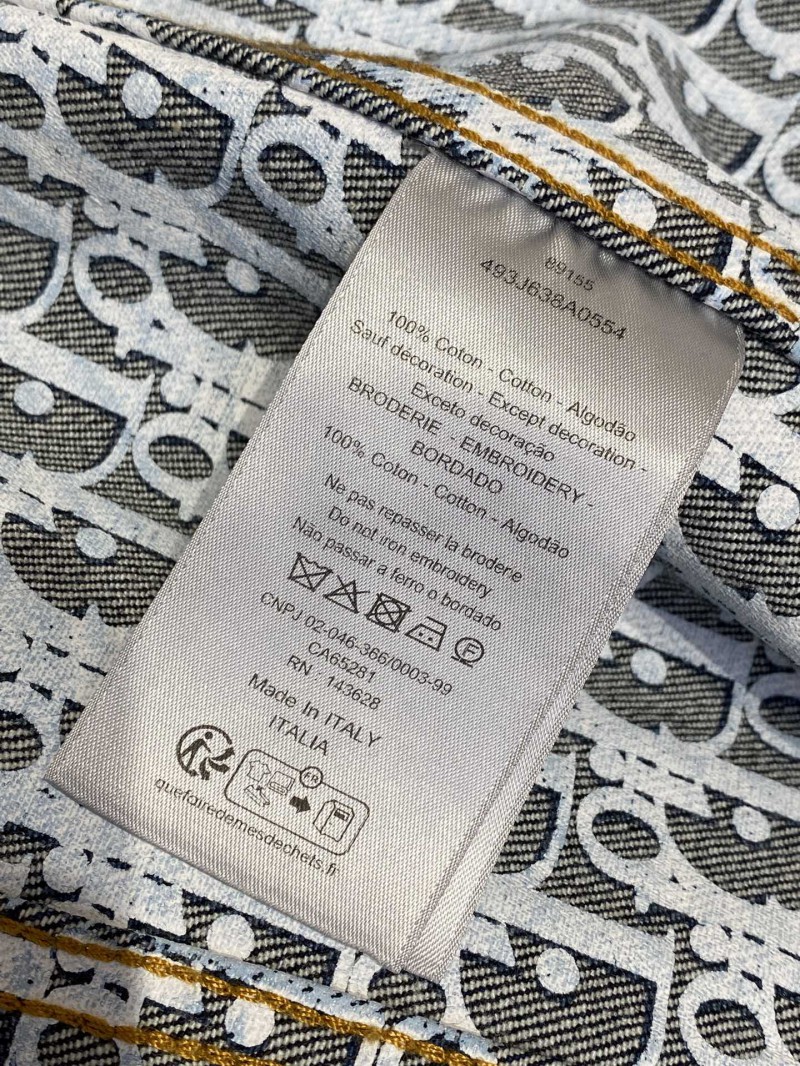 89155
493J638A0554
100% Coton - Cotton - Algodão
Sauf décoration - Except decoration -
Exceto decoração
BRODERIE - EMBROIDERY -
BORDADO
100% Coton - Cotton - Algodão
Ne pas repasser la broderie
Do not iron embroidery
Não passar a ferro o bordado
F
CNPJ 02-046-366/0003-99
CA65281
RN - 143628
Made In ITALY
ITALIA
FR
quefairedemesdechets.fr